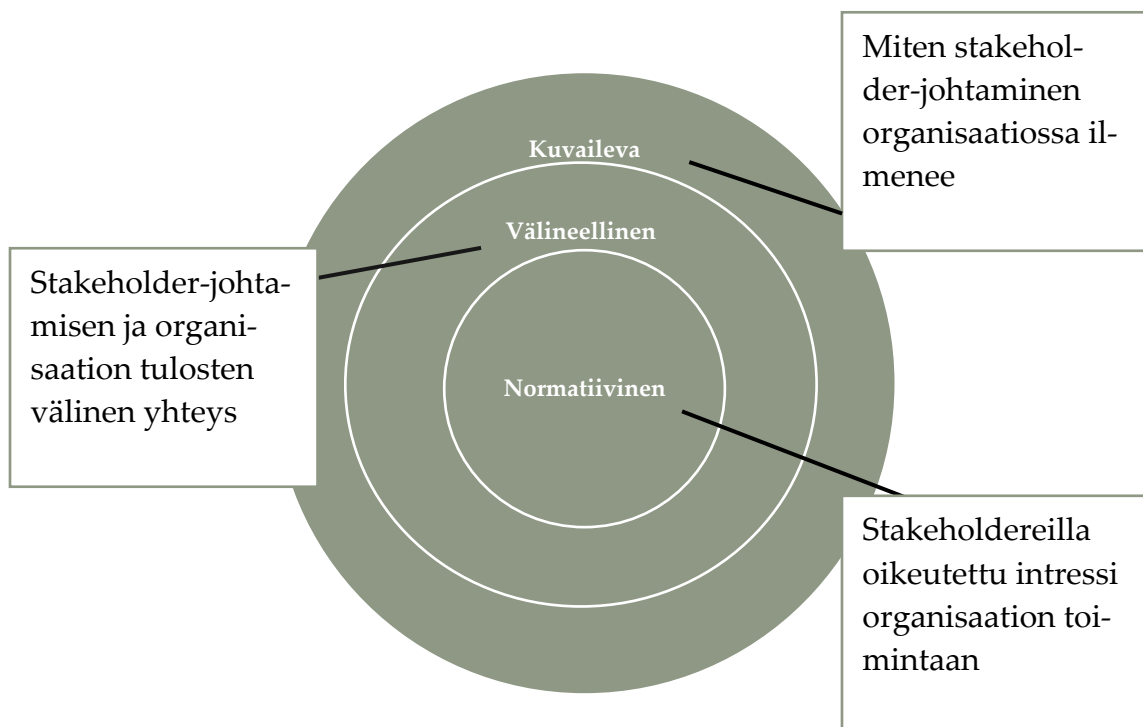 Miten stakehol-
der-johtaminen
organisaatiossa il-
menee
Kuvaileva
Välineellinen
Stakeholder-johta-
misen ja organi-
saation tulosten
välinen yhteys
Normatiivinen
Stakeholdereilla
oikeutettu intressi
organisaation toi-
mintaan